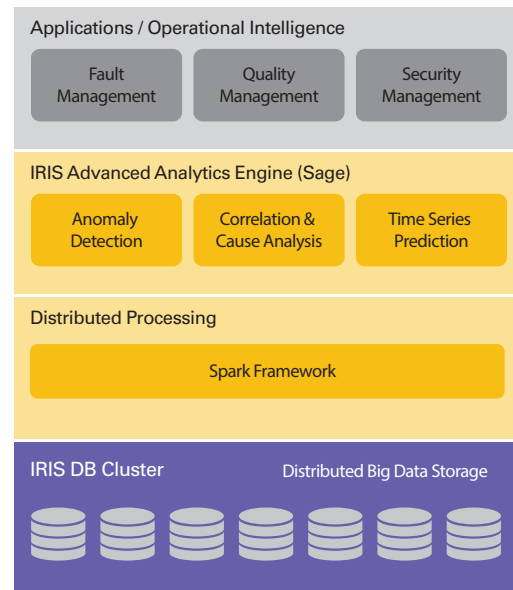 Applications / Operational Intelligence
Fault
Management
Quality
Management
Security
Management
IRIS Advanced Analytics Engine (Sage)
Anomaly
Detection
Correlation &
Cause Analysis
Time Series
Prediction
Distributed Processing
Spark Framework
IRIS DB Cluster
Distributed Big Data Storage